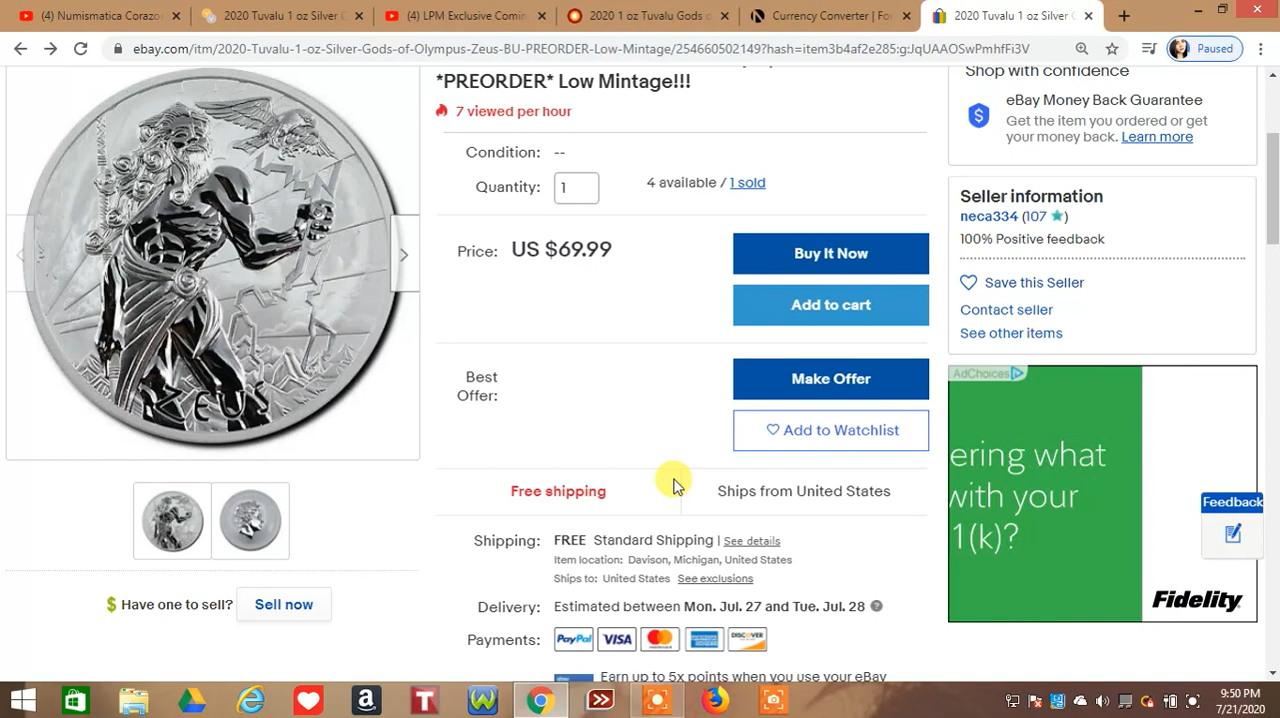 (4) Numismatica Corazo
2020 Tuvalu 1 oz Silver
(4) LPM Exclusive Comin
2020 1 oz Tuvalu Gods o
Currency Converter | Fo
2020 Tuvalu 1 oz Silver
ebay.com/itm/2020-Tuvalu-1-oz-Silver-Gods-of-Olympus-Zeus-BU-PREORDER-Low-Mintage/254660502149?hash=item3b4af2e285:g:JqUAAOSwPmhfFi3V
Paused
*PREORDER* Low Mintage!!!
7 viewed per hour
Condition: --
Quantity: 1
4 available / 1 sold
Price: US $69.99
Buy It Now
Add to cart
Best Offer:
Make Offer
Add to Watchlist
Free shipping
Ships from United States
Shipping: FREE Standard Shipping | See details
Item location: Davison, Michigan, United States
Ships to: United States See exclusions
Delivery: Estimated between Mon. Jul. 27 and Tue. Jul. 28
Payments: PayPal VISA
DISCOVER
Earn up to 5x points when you use your eBay
ZEUS
Have one to sell? Sell now
Shop with confidence
eBay Money Back Guarantee
Get the item you ordered or get
your money back. Learn more
Seller information
neca334 (107)
100% Positive feedback
Save this Seller
Contact seller
See other items
AdChoices
ering what
with your
1(k)?
Fidelity
Feedback
9:50 PM
7/21/2020